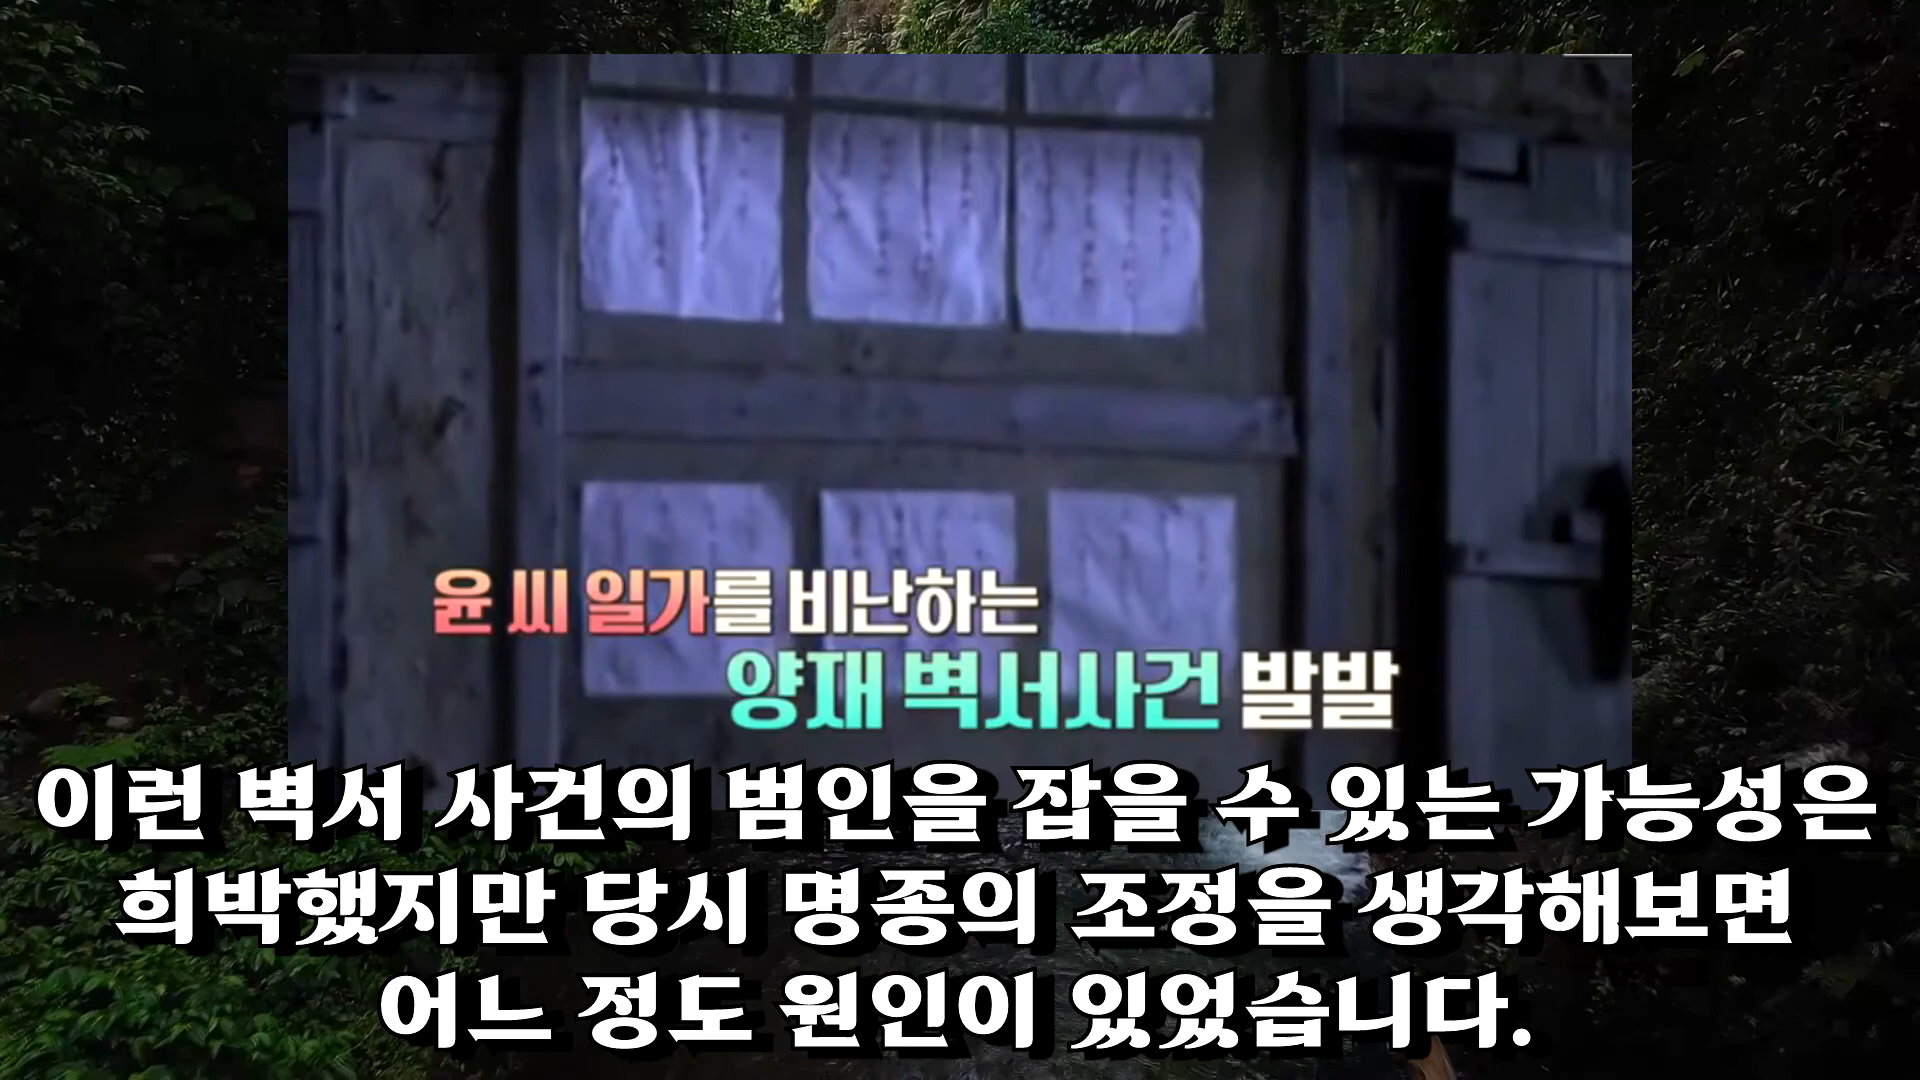 윤 씨 일가를 비난하는
양재 벽서사건 발발
이런 벽서 사건의 범인을 잡을 수 있는 가능성은
희박했지만 당시 명종의 조정을 생각해보면
어느 정도 원인이 있었습니다.